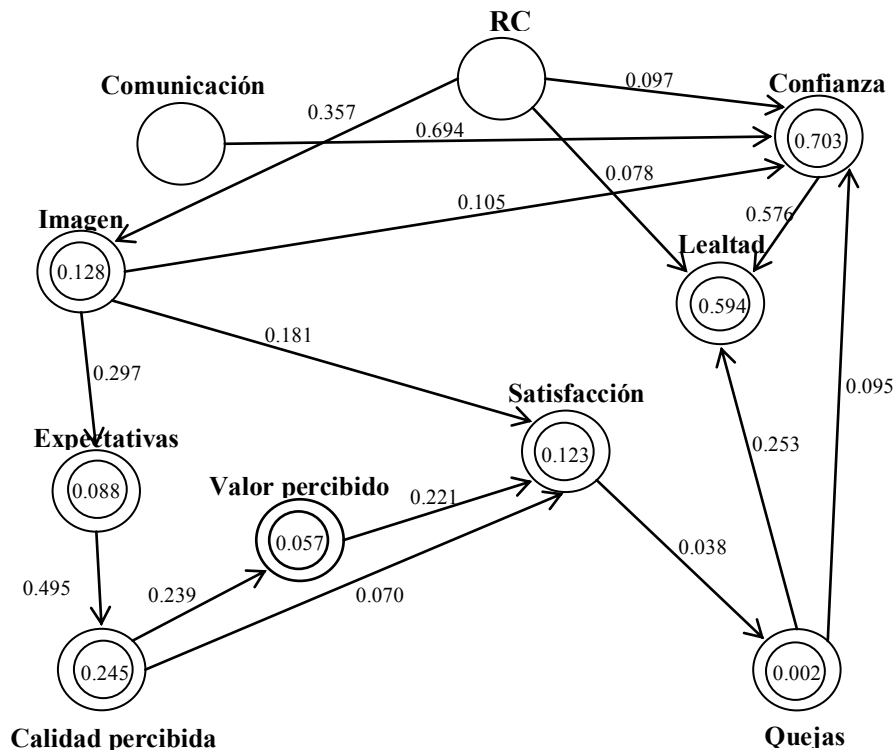 RC
Comunicación
Confianza
0.097
0.357
0.694
0.703
0.078
0.105
Imagen
0.576
Lealtad
0.128
0.594
0.181
0.297
0.095
Satisfacción
Expectativas
0.253
0.123
Valor percibido
0.088
0.221
0.057
0.038
0.495
0.239
0.070
0.245
0.002
Calidad percibida
Quejas